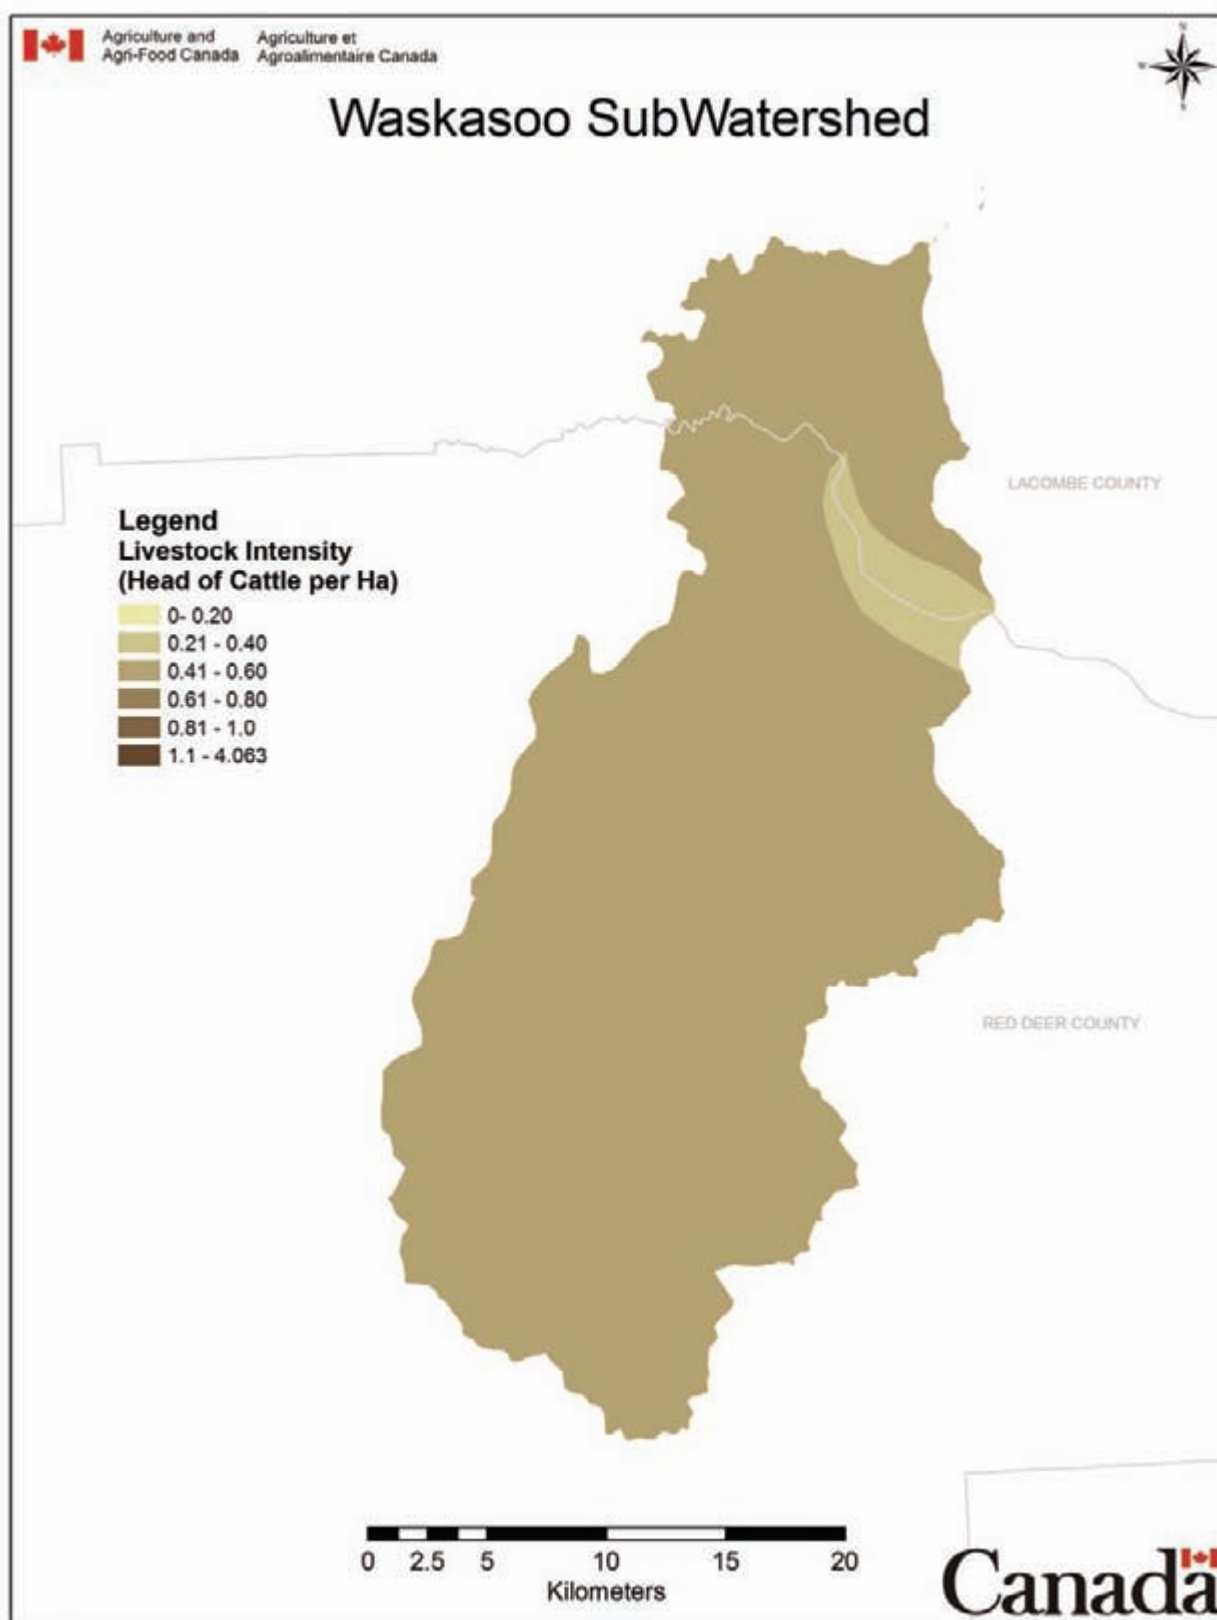 Agriculture and Agriculture et
Agri-Food Canada Agroalimentaire Canada
N
Waskasoo SubWatershed
LACOMBE COUNTY
Legend
Livestock Intensity
(Head of Cattle per Ha)
0- 0.20
0.21 - 0.40
0.41 - 0.60
0.61 - 0.80
0.81 - 1.0
1.1 - 4.063
RED DEER COUNTY
0 2.5 5 10 15 20
Kilometers
Canada